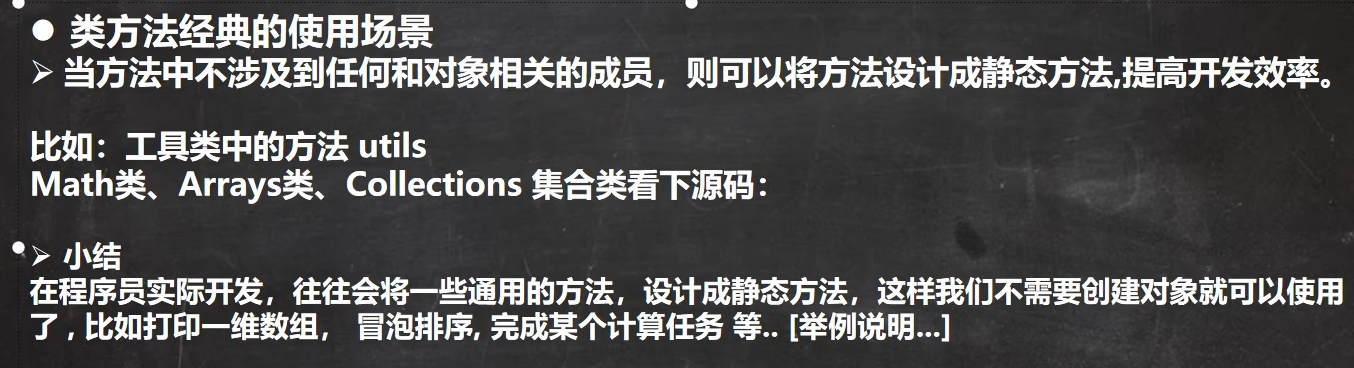 ● 类方法经典的使用场景
➢ 当方法中不涉及到任何和对象相关的成员，则可以将方法设计成静态方法,提高开发效率。
比如：工具类中的方法 utils
Math类、Arrays类、Collections 集合类看下源码：
➢ 小结
在程序员实际开发，往往会将一些通用的方法，设计成静态方法，这样我们不需要创建对象就可以使用
了 , 比如打印一维数组， 冒泡排序, 完成某个计算任务 等.. [举例说明...]